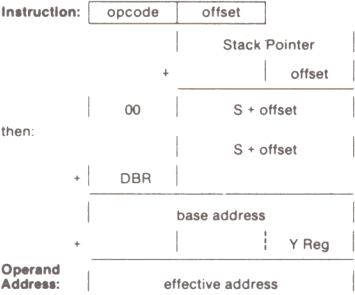 Instruction: opcode offset
Stack Pointer
+ offset
00 S + offset
then:
S + offset
+ DBR
base address
+ Y Reg
Operand
Address: effective address